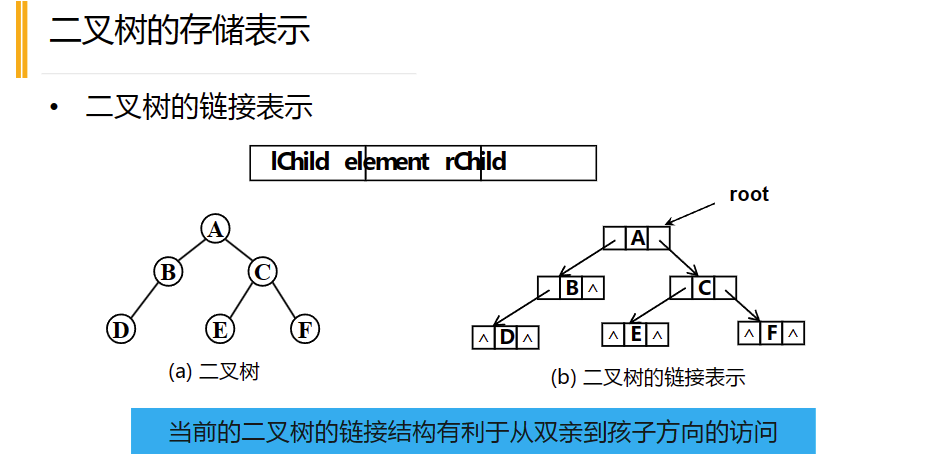 二叉树的存储表示
• 二叉树的链接表示
lChild element rChild
root
A
A
B
C
B ^
C
D
E
F
^ D ^
^ E ^
^ F ^
(a) 二叉树
(b) 二叉树的链接表示
当前的二叉树的链接结构有利于从双亲到孩子方向的访问